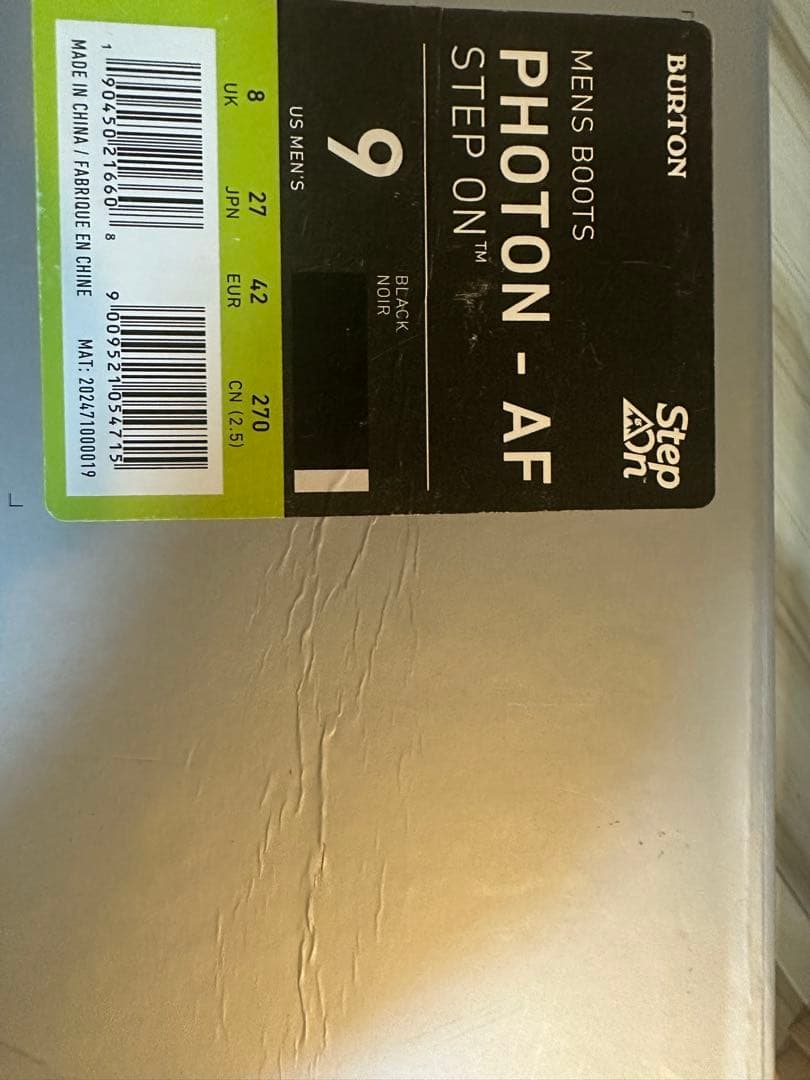 BURTON
Step On
MENS BOOTS
PHOTON - AF
STEP ON™
9
US MEN'S
BLACK
NOIR
8 27 42 270
UK JPN EUR CN (2.5)
1 90450 21660 8
9 009521 054715
MADE IN CHINA / FABRIQUE EN CHINE MAT: 202471000019